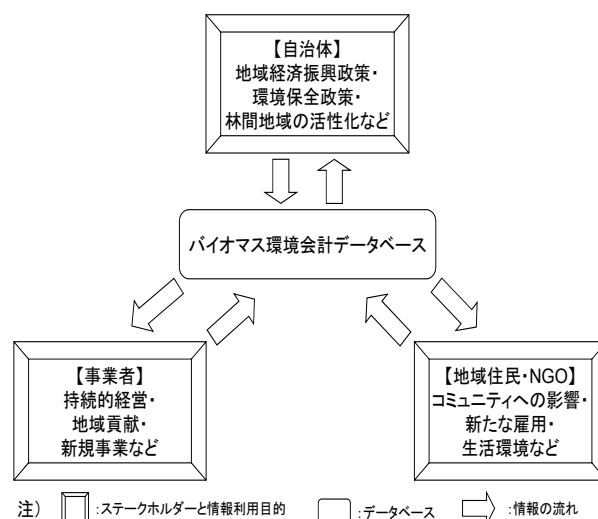 【自治体】
地域経済振興政策・
環境保全政策・
林間地域の活性化など
バイオマス環境会計データベース
【事業者】
持続的経営・
地域貢献・
新規事業など
【地域住民・NGO】
コミュニティへの影響・
新たな雇用・
生活環境など
注) :ステークホルダーと情報利用目的 :データベース :情報の流れ